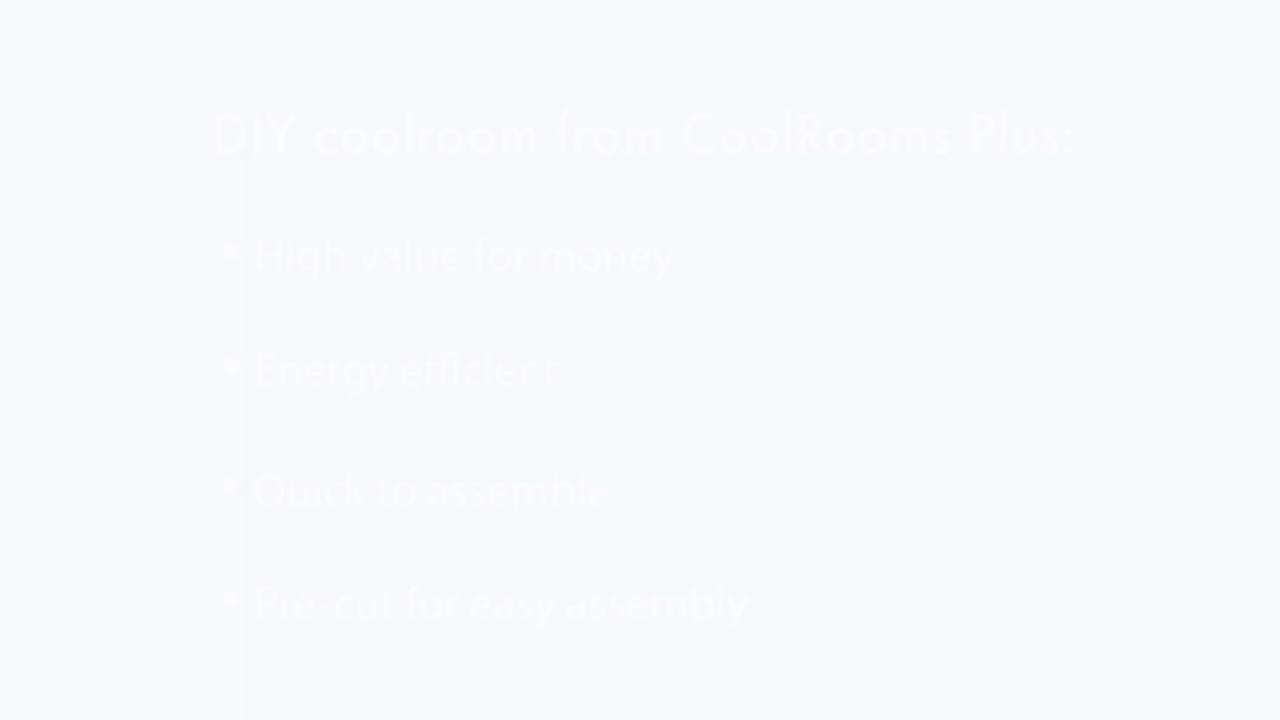 DIY coolroom from CoolRooms Plus:
• High value for money
• Energy efficient
• Quick to assemble
• Pre-cut for easy assembly